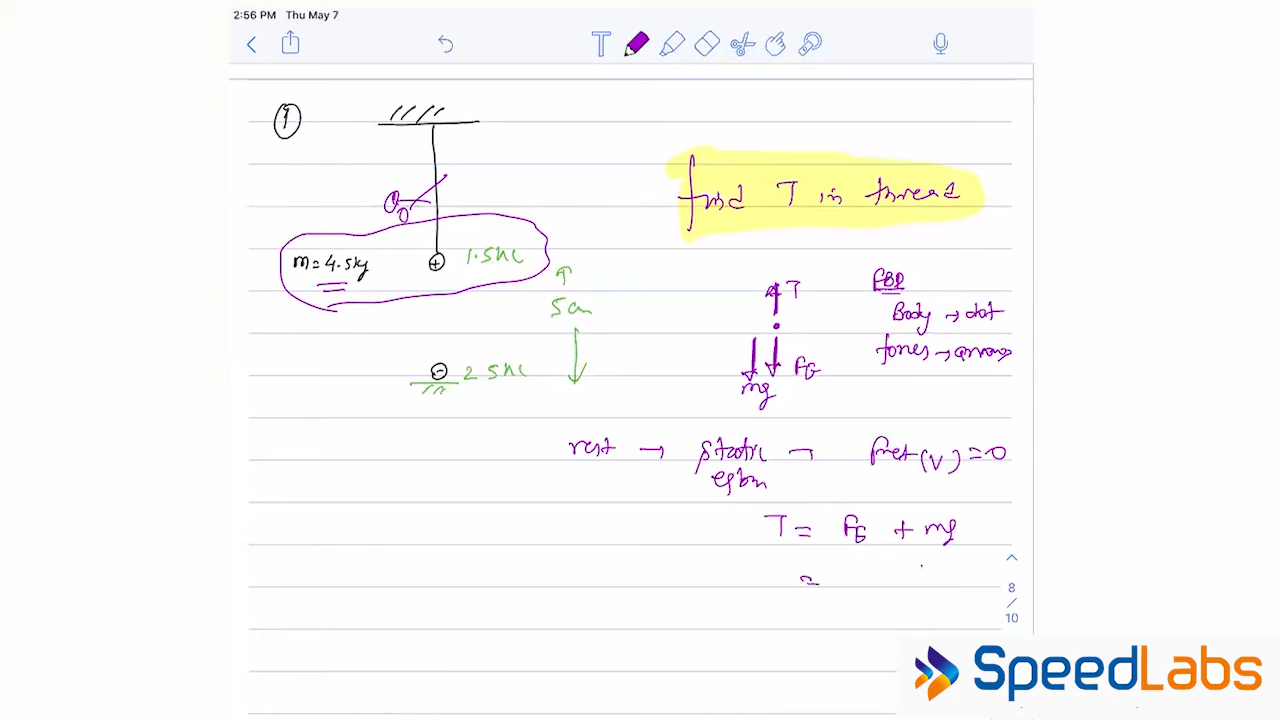 2:56 PM Thu May 7
T
1
find T in thread
m=4.5kg
+ 1.5nC
5cm
- 2.5nC
T
FBD
Body → dot
forces → arrows
FE
mg
rest → static → Fnet(V) = 0
eqbm
T = FE + mg
=
8
/
10
SpeedLabs